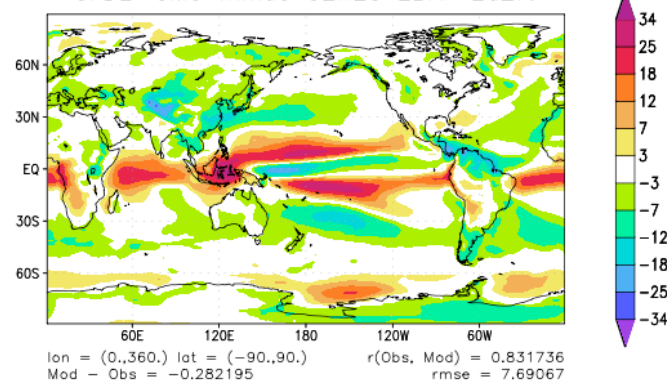 60N
30N
EQ
30S
60S
60E 120E 180 120W 60W
34
25
18
12
7
3
-3
-7
-12
-18
-25
-34
lon = (0.,360.) lat = (-90.,90.) r(Obs, Mod) = 0.831736
Mod - Obs = -0.282195 rmse = 7.69067